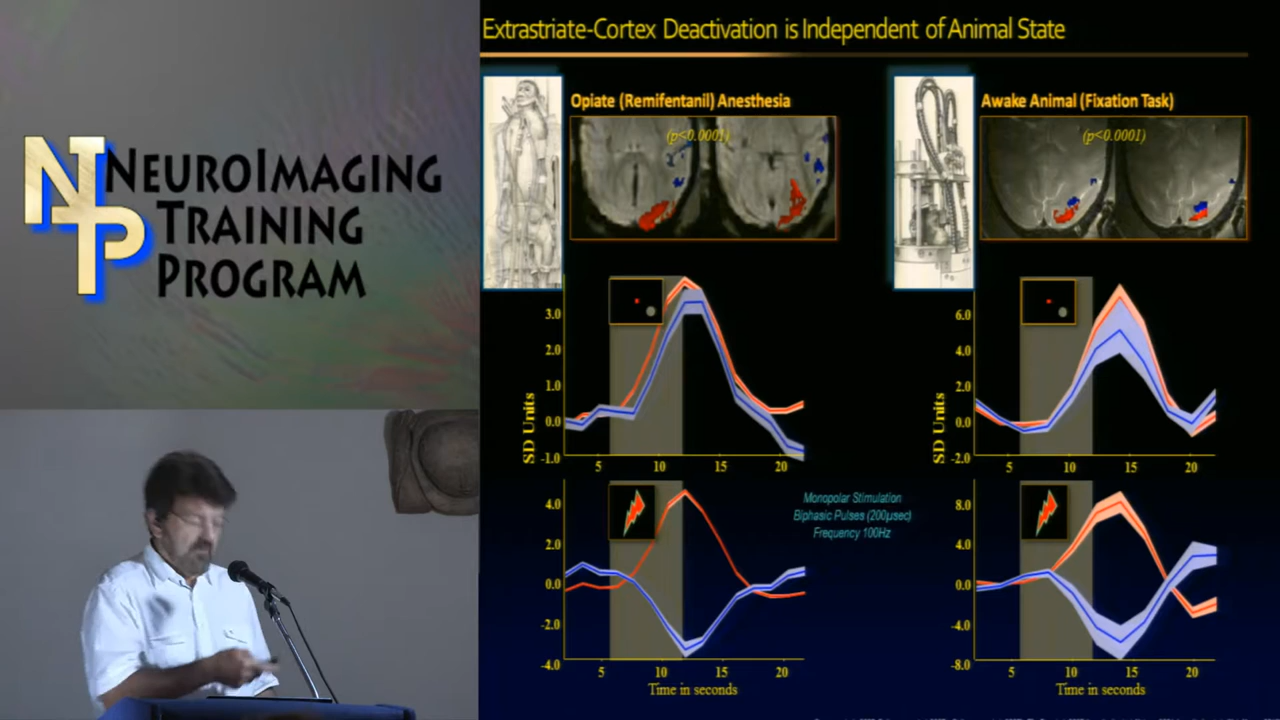 NEUROIMAGING
TRAINING
PROGRAM
NTP
Extrastriate-Cortex Deactivation is Independent of Animal State
Opiate (Remifentanil) Anesthesia
(p<0.0001)
Awake Animal (Fixation Task)
(p<0.0001)
SD Units
3.0
2.0
1.0
0.0
-1.0
5 10 15 20
SD Units
6.0
4.0
2.0
0.0
-2.0
5 10 15 20
4.0
2.0
0.0
-2.0
-4.0
5 10 15 20
Time in seconds
Monopolar Stimulation
Biphasic Pulses (200µsec)
Frequency 100Hz
8.0
4.0
0.0
-4.0
-8.0
5 10 15 20
Time in seconds